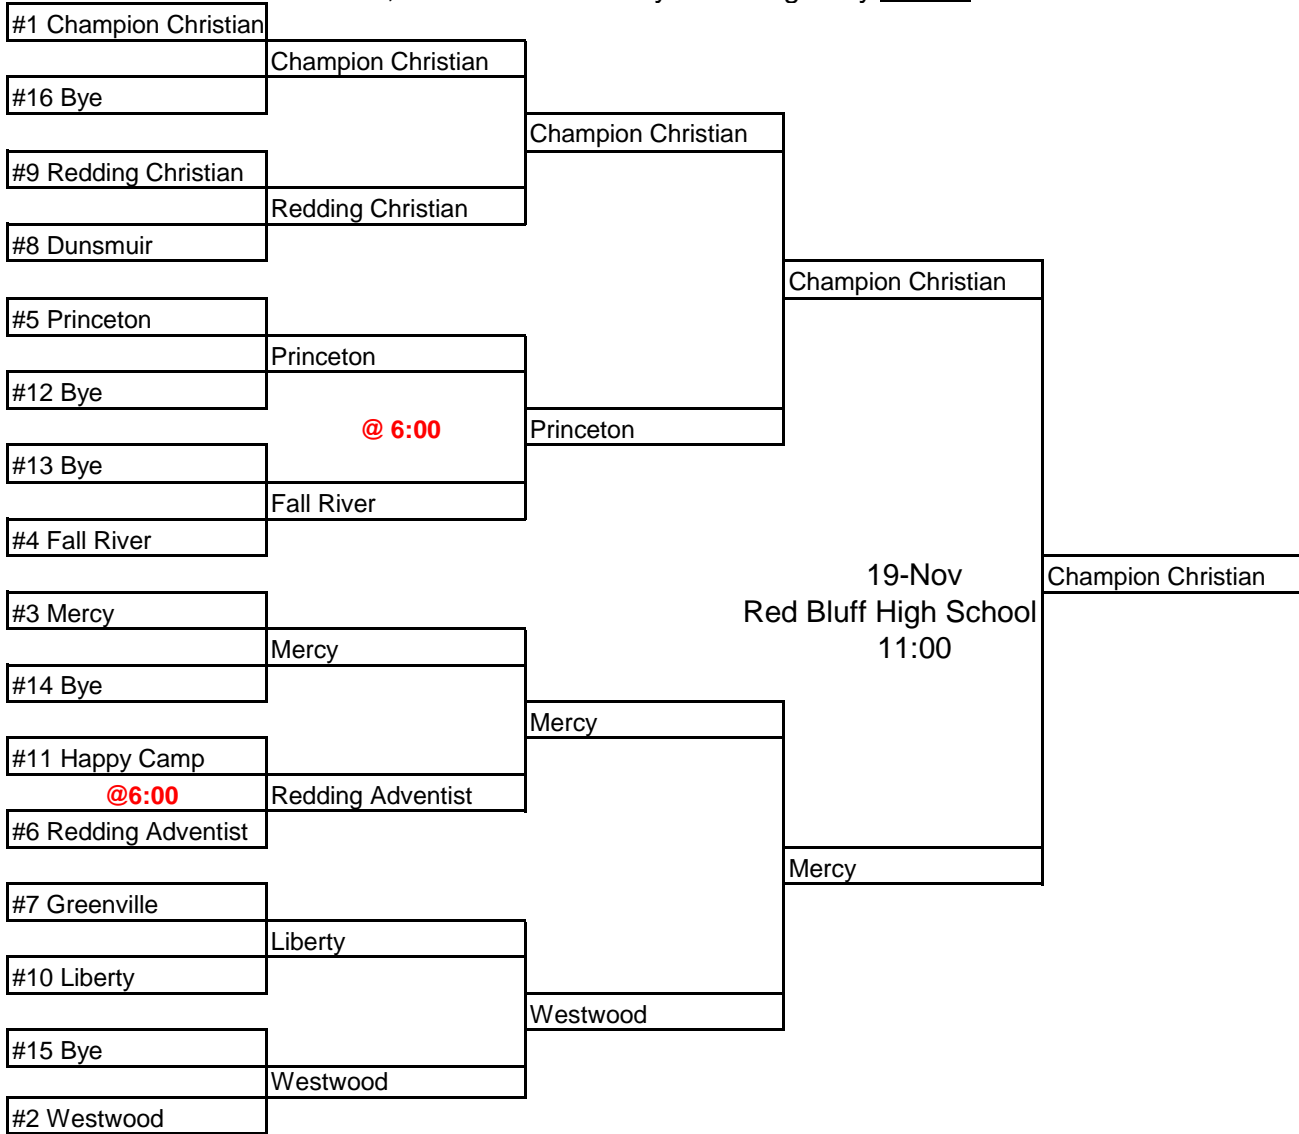 #1 Champion Christian
Champion Christian
#16 Bye
Champion Christian
#9 Redding Christian
Redding Christian
#8 Dunsmuir
Champion Christian
#5 Princeton
Princeton
#12 Bye
@ 6:00
Princeton
#13 Bye
Fall River
#4 Fall River
19-Nov
Red Bluff High School
11:00
Champion Christian
#3 Mercy
Mercy
#14 Bye
Mercy
#11 Happy Camp
@6:00
Redding Adventist
#6 Redding Adventist
Mercy
#7 Greenville
Liberty
#10 Liberty
Westwood
#15 Bye
Westwood
#2 Westwood